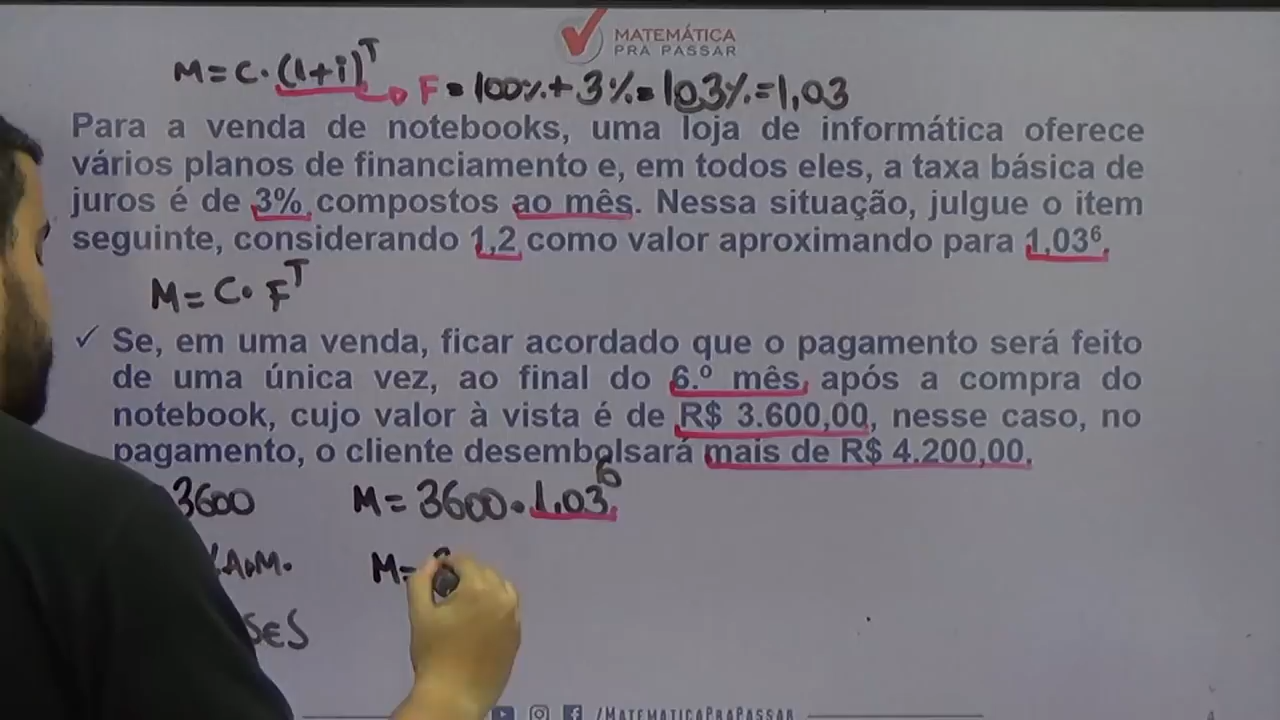 MATEMÁTICA
PRA PASSAR
M=C·(1+i)^T → F = 100%+3%=103%=1,03
Para a venda de notebooks, uma loja de informática oferece
vários planos de financiamento e, em todos eles, a taxa básica de
juros é de 3% compostos ao mês. Nessa situação, julgue o item
seguinte, considerando 1,2 como valor aproximando para 1,03⁶.
M=C·F^T
✓ Se, em uma venda, ficar acordado que o pagamento será feito
de uma única vez, ao final do 6.º mês após a compra do
notebook, cujo valor à vista é de R$ 3.600,00, nesse caso, no
pagamento, o cliente desembolsará mais de R$ 4.200,00.
3600 M=3600·1,03⁶
A.M. M=
SES
/MATEMATICAPRAPASSAR